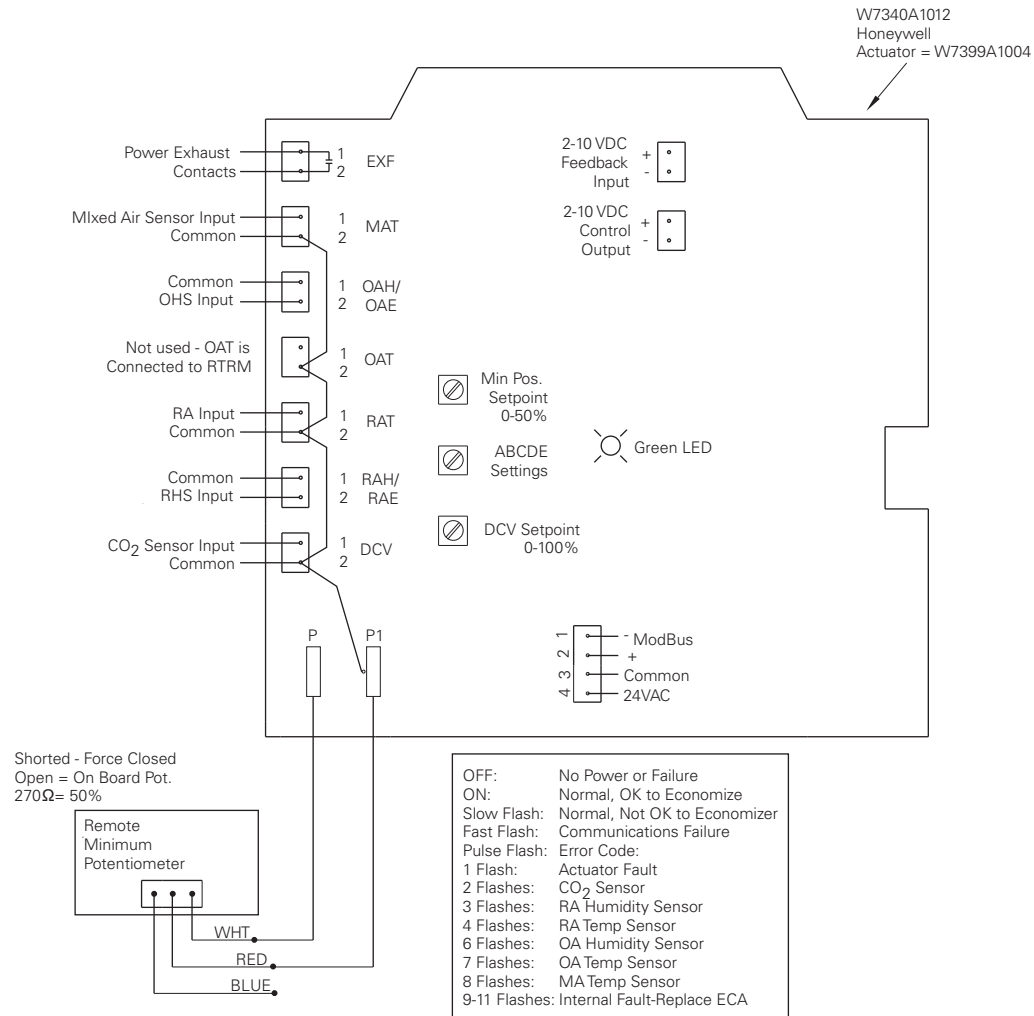 W7340A1012
Honeywell
Actuator = W7399A1004
Power Exhaust
Contacts
1
2
EXF
MIxed Air Sensor Input
Common
1
2
MAT
Common
OHS Input
1
2
OAH/
OAE
Not used - OAT is
Connected to RTRM
1
2
OAT
RA Input
Common
1
2
RAT
Common
RHS Input
1
2
RAH/
RAE
CO2 Sensor Input
Common
1
2
DCV
2-10 VDC
Feedback
Input
+
-
2-10 VDC
Control
Output
+
-
Min Pos.
Setpoint
0-50%
ABCDE
Settings
DCV Setpoint
0-100%
Green LED
P
P1
1
2
3
4
- ModBus
+
Common
24VAC
Shorted - Force Closed
Open = On Board Pot.
270Ω= 50%
Remote
Minimum
Potentiometer
WHT
RED
BLUE
OFF: No Power or Failure
ON: Normal, OK to Economize
Slow Flash: Normal, Not OK to Economizer
Fast Flash: Communications Failure
Pulse Flash: Error Code:
1 Flash: Actuator Fault
2 Flashes: CO2 Sensor
3 Flashes: RA Humidity Sensor
4 Flashes: RA Temp Sensor
6 Flashes: OA Humidity Sensor
7 Flashes: OA Temp Sensor
8 Flashes: MA Temp Sensor
9-11 Flashes: Internal Fault-Replace ECA